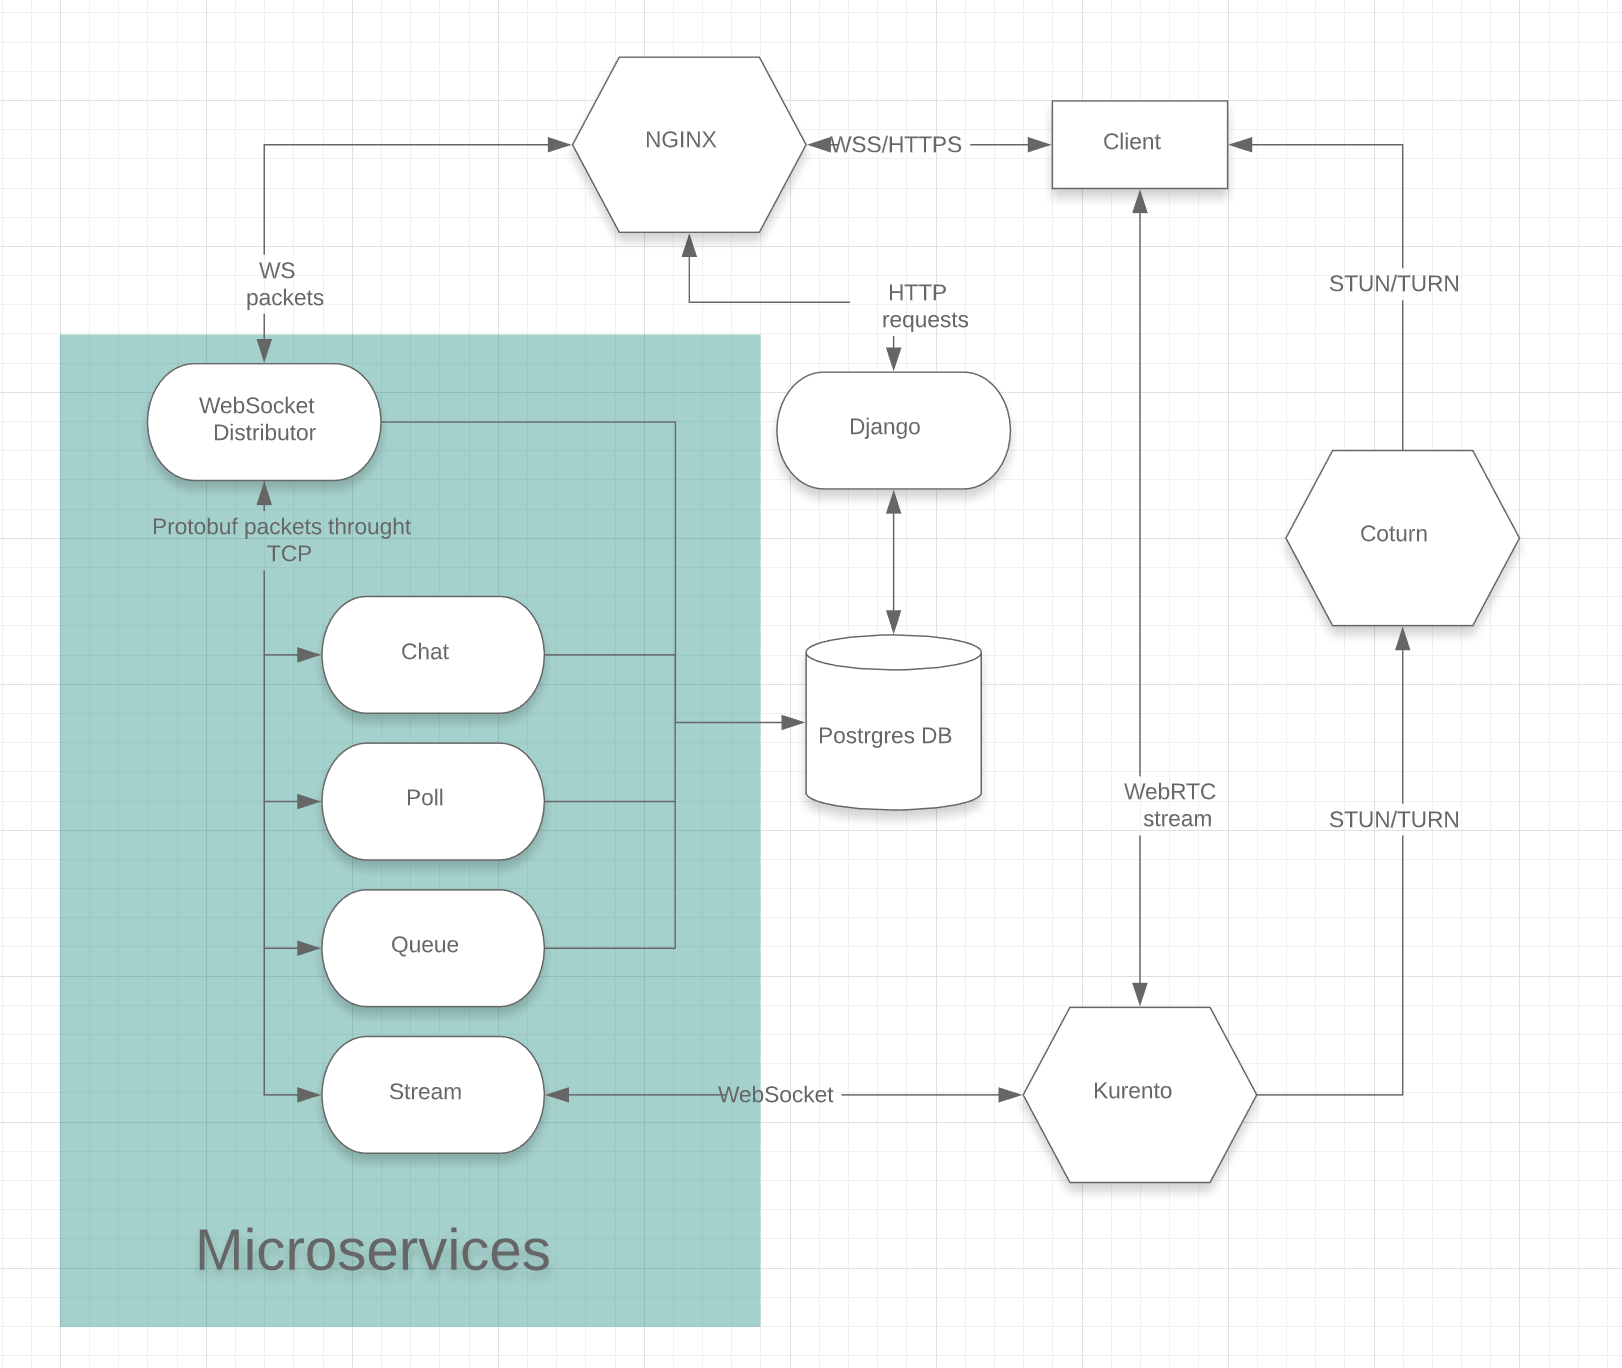 NGINX
WSS/HTTPS
Client
WS
packets
HTTP
requests
STUN/TURN
WebSocket
Distributor
Django
Protobuf packets throught
TCP
Coturn
Chat
Postrgres DB
Poll
WebRTC
stream
STUN/TURN
Queue
Stream
WebSocket
Kurento
Microservices